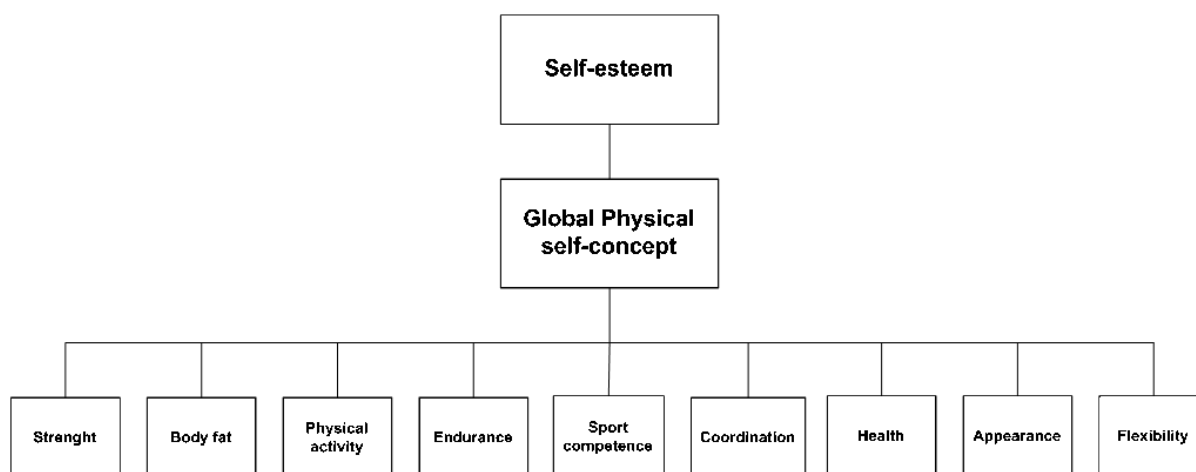 Self-esteem
Global Physical
self-concept
Strenght
Body fat
Physical
activity
Endurance
Sport
competence
Coordination
Health
Appearance
Flexibility